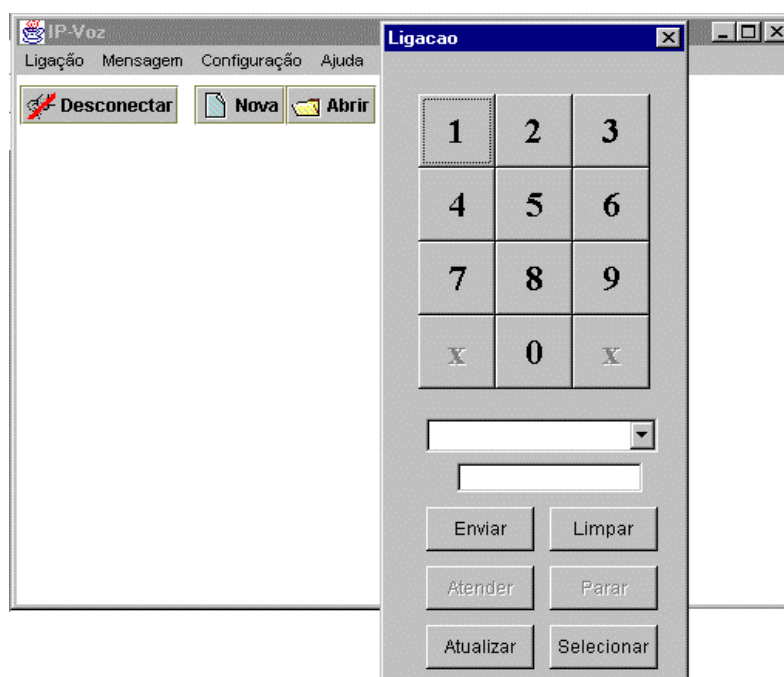 IP-Voz
Ligação Mensagem Configuração Ajuda
Desconectar Nova Abrir
Ligacao
1 2 3
4 5 6
7 8 9
x 0 x
Enviar Limpar
Atender Parar
Atualizar Selecionar